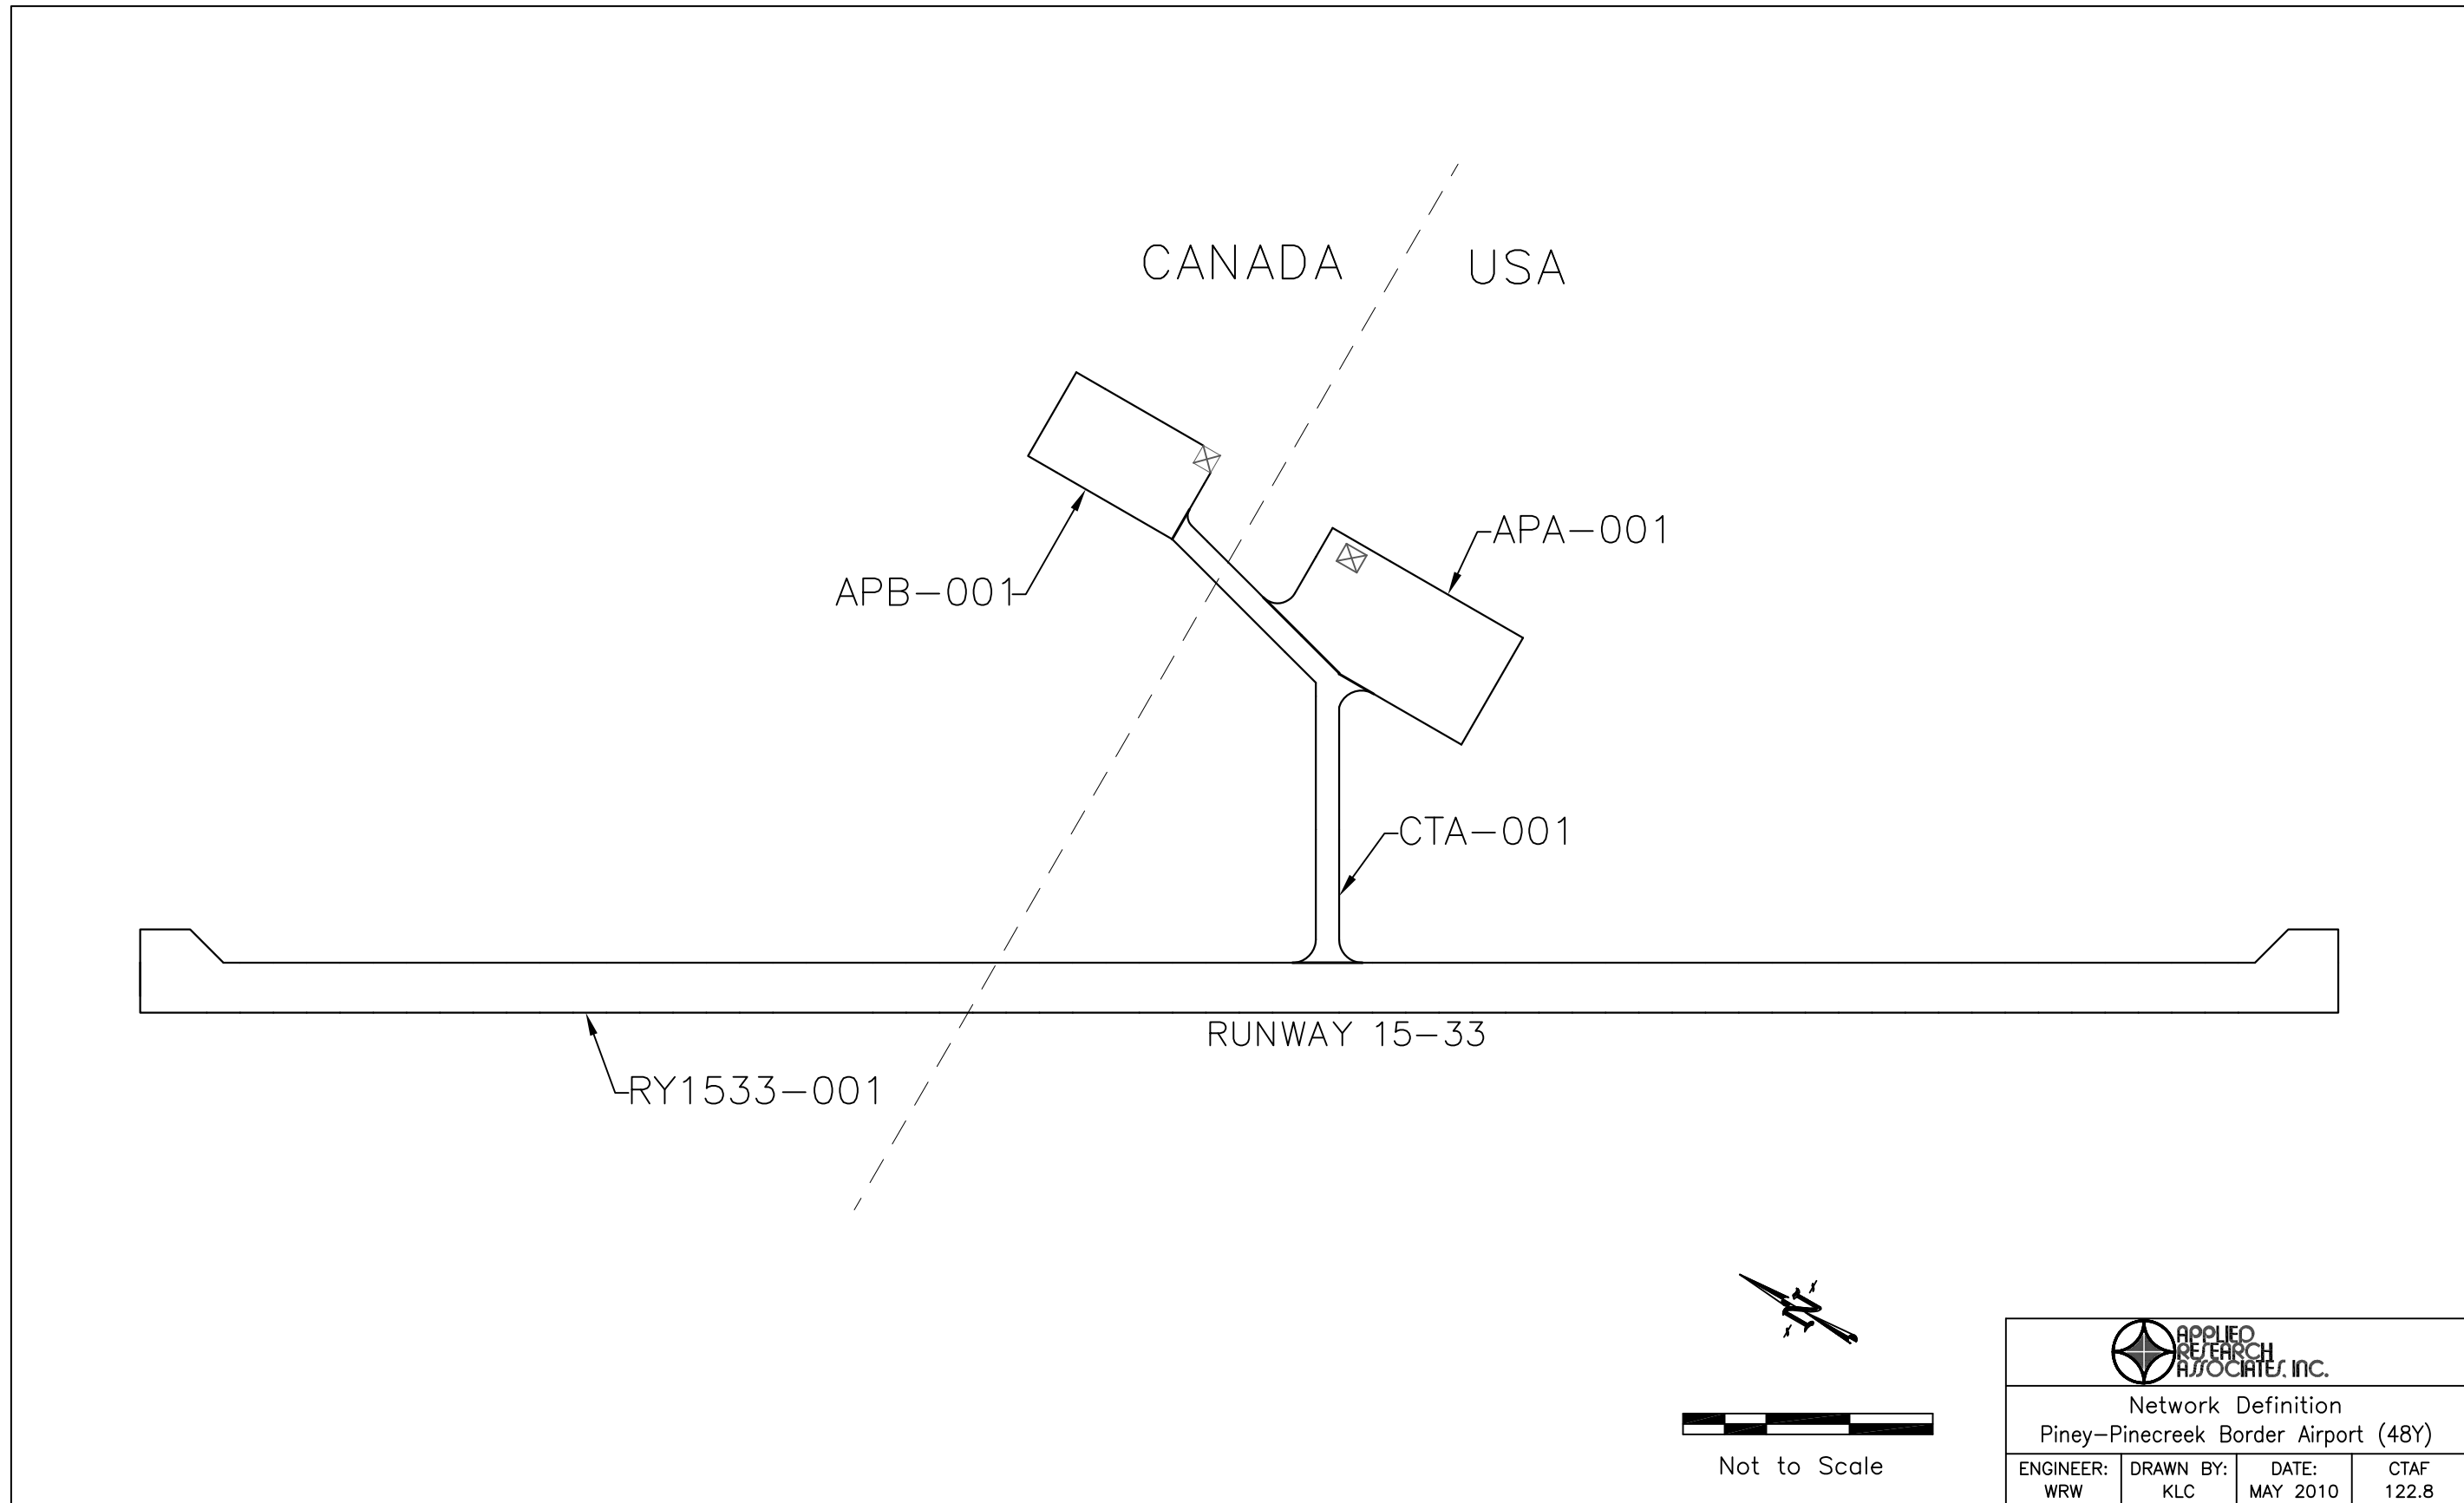 CANADA
USA
APA-001
APB-001
CTA-001
RUNWAY 15-33
RY1533-001
N
Not to Scale
APPLIED
RESEARCH
ASSOCIATES, INC.
Network Definition
Piney-Pinecreek Border Airport (48Y)
ENGINEER: DRAWN BY: DATE: CTAF
WRW KLC MAY 2010 122.8